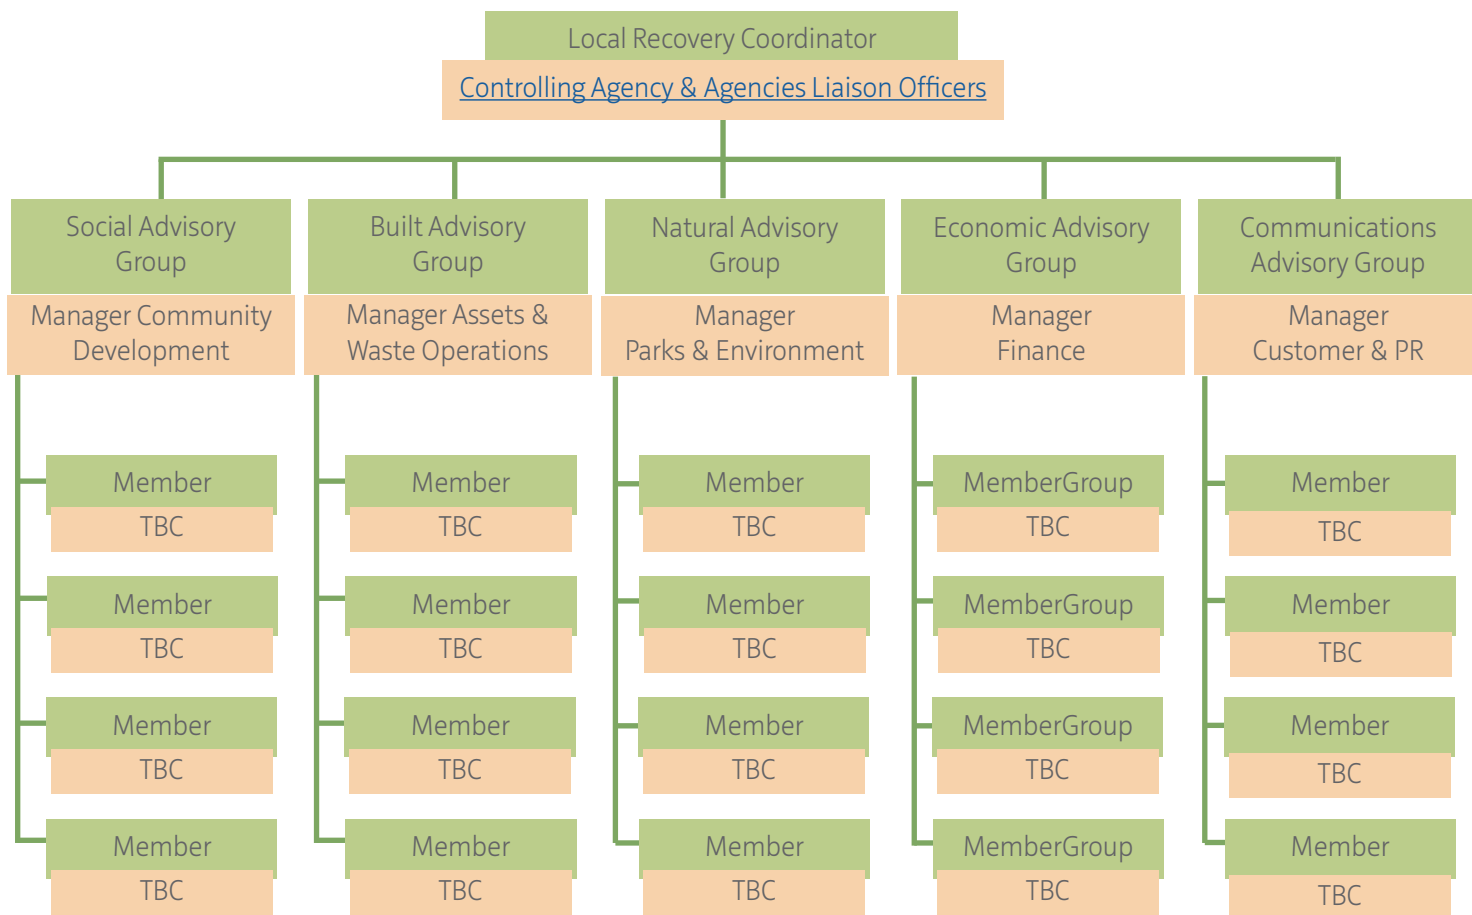 Local Recovery Coordinator
Controlling Agency & Agencies Liaison Officers
Social Advisory
Group
Manager Community
Development
Member
TBC
Member
TBC
Member
TBC
Member
TBC
Built Advisory
Group
Manager Assets &
Waste Operations
Member
TBC
Member
TBC
Member
TBC
Member
TBC
Natural Advisory
Group
Manager
Parks & Environment
Member
TBC
Member
TBC
Member
TBC
Member
TBC
Economic Advisory
Group
Manager
Finance
MemberGroup
TBC
MemberGroup
TBC
MemberGroup
TBC
MemberGroup
TBC
Communications
Advisory Group
Manager
Customer & PR
Member
TBC
Member
TBC
Member
TBC
Member
TBC